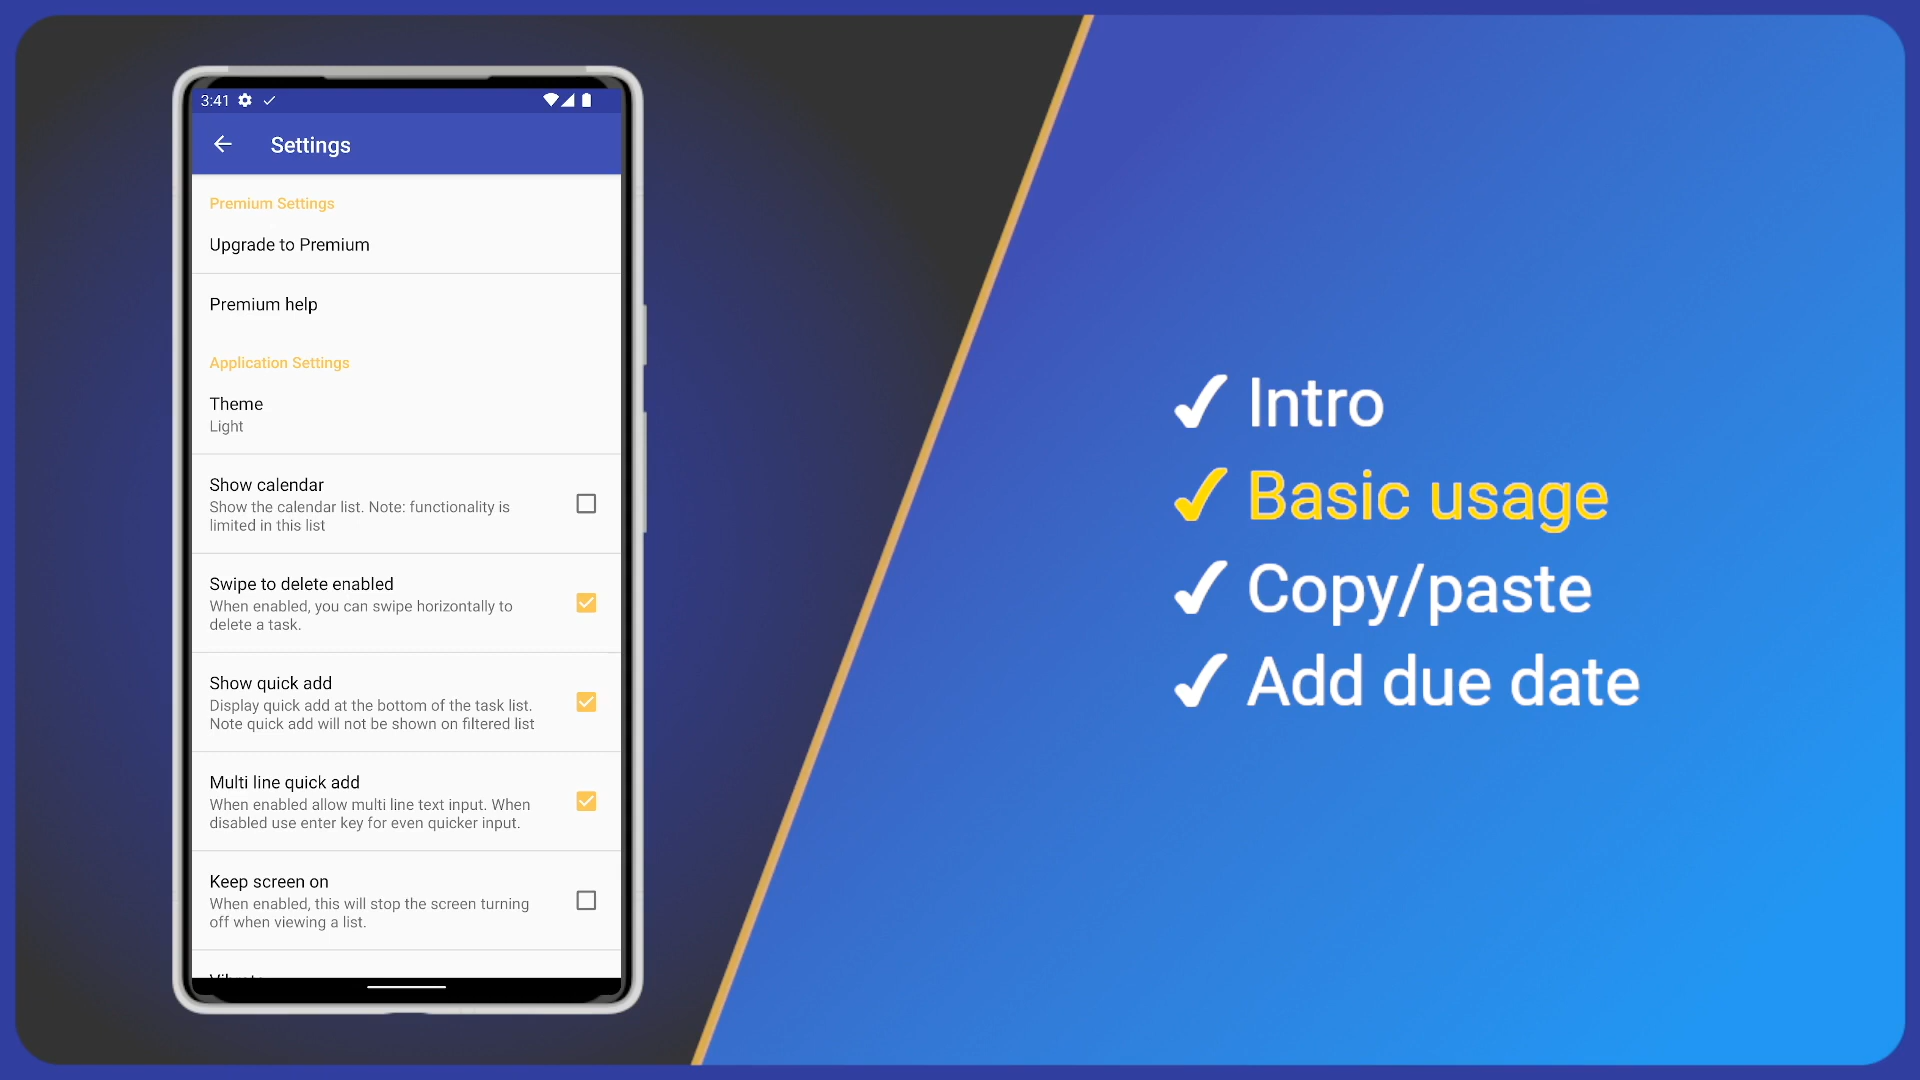 3:41
Settings
Premium Settings
Upgrade to Premium
Premium help
Application Settings
Theme
Light
Show calendar
Show the calendar list. Note: functionality is
limited in this list
Swipe to delete enabled
When enabled, you can swipe horizontally to
delete a task.
Show quick add
Display quick add at the bottom of the task list.
Note quick add will not be shown on filtered list
Multi line quick add
When enabled allow multi line text input. When
disabled use enter key for even quicker input.
Keep screen on
When enabled, this will stop the screen turning
off when viewing a list.
✓ Intro
✓ Basic usage
✓ Copy/paste
✓ Add due date